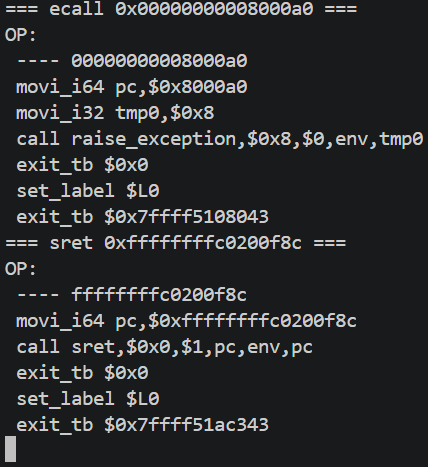 === ecall 0x00000000008000a0 ===
OP:
 ---- 00000000008000a0
 movi_i64 pc,$0x8000a0
 movi_i32 tmp0,$0x8
 call raise_exception,$0x8,$0,env,tmp0
 exit_tb $0x0
 set_label $L0
 exit_tb $0x7ffff5108043
=== sret 0xffffffffc0200f8c ===
OP:
 ---- ffffffffc0200f8c
 movi_i64 pc,$0xffffffffc0200f8c
 call sret,$0x0,$1,pc,env,pc
 exit_tb $0x0
 set_label $L0
 exit_tb $0x7ffff51ac343